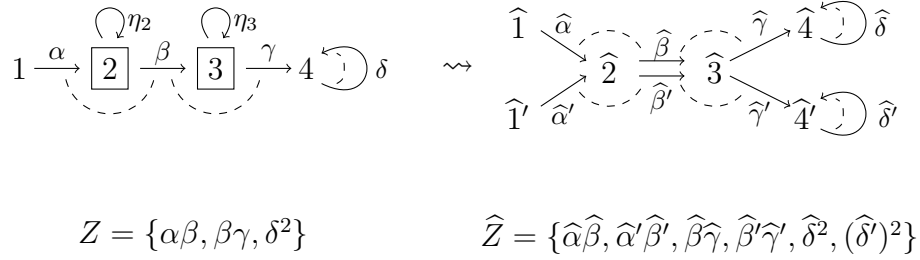 η₂ η₃
1 α 2 β 3 γ 4 δ
⇝
1̂ α̂ 2̂ β̂ 3̂ γ̂ 4̂ δ̂
1̂′ α̂′ β̂′ γ̂′ 4̂′ δ̂′
Z = {αβ, βγ, δ²}
Ẑ = {α̂β̂, α̂′β̂′, β̂γ̂, β̂′γ̂′, δ̂², (δ̂′)²}